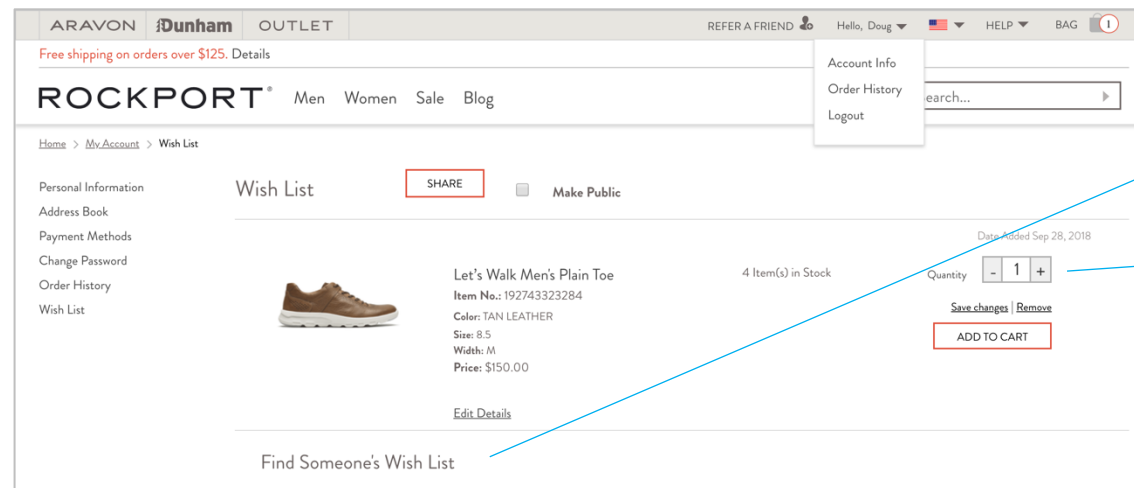 ARAVON Dunham OUTLET REFER A FRIEND Hello, Doug HELP BAG 1
Free shipping on orders over $125. Details
Account Info
ROCKPORT® Men Women Sale Blog Order History earch...
Logout
Home > My Account > Wish List
Personal Information
Address Book
Payment Methods
Change Password
Order History
Wish List
Wish List SHARE Make Public
Date Added Sep 28, 2018
Let's Walk Men's Plain Toe 4 Item(s) in Stock Quantity - 1 +
Item No.: 192743323284
Color: TAN LEATHER
Size: 8.5
Width: M
Price: $150.00
Save changes | Remove
ADD TO CART
Edit Details
Find Someone's Wish List